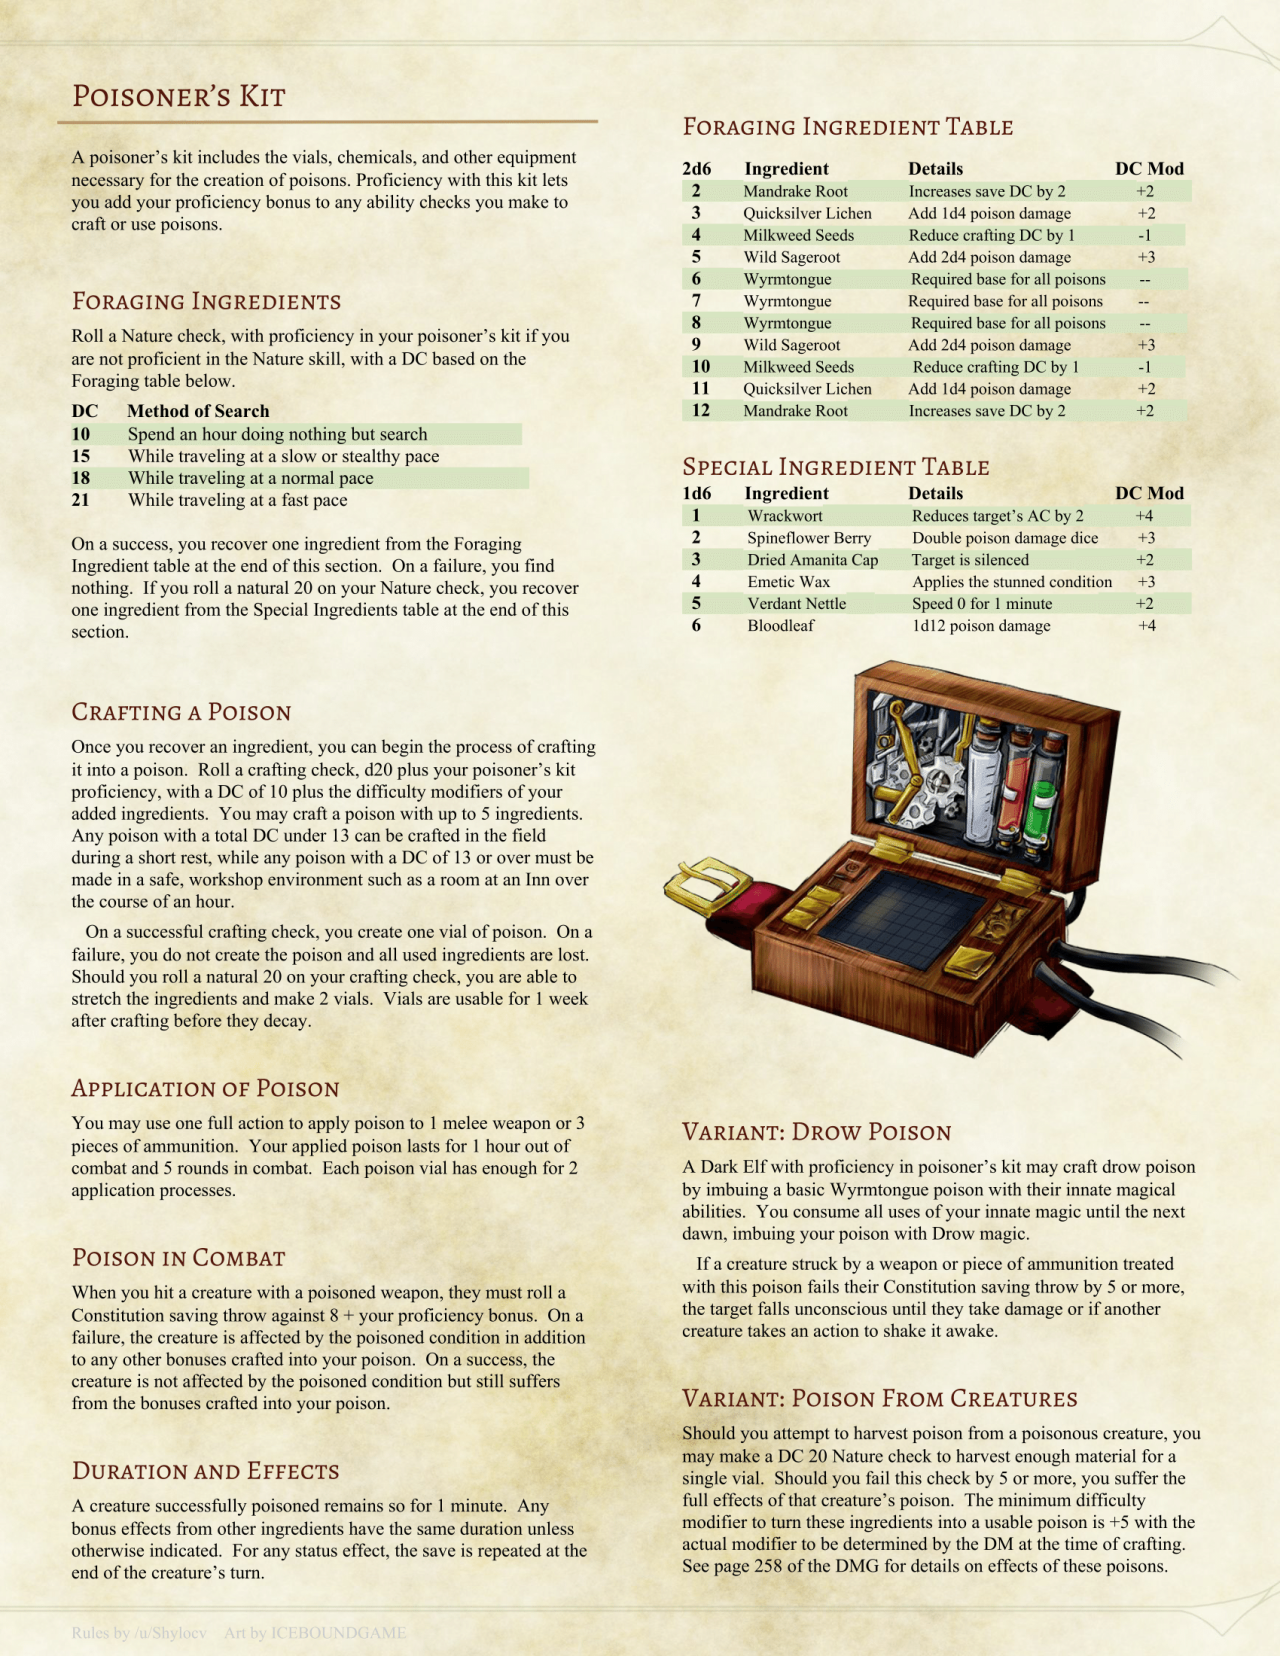 Poisoner's Kit
A poisoner's kit includes the vials, chemicals, and other equipment
necessary for the creation of poisons. Proficiency with this kit lets
you add your proficiency bonus to any ability checks you make to
craft or use poisons.
Foraging Ingredients
Roll a Nature check, with proficiency in your poisoner's kit if you
are not proficient in the Nature skill, with a DC based on the
Foraging table below.
DC Method of Search
10 Spend an hour doing nothing but search
15 While traveling at a slow or stealthy pace
18 While traveling at a normal pace
21 While traveling at a fast pace
On a success, you recover one ingredient from the Foraging
Ingredient table at the end of this section. On a failure, you find
nothing. If you roll a natural 20 on your Nature check, you recover
one ingredient from the Special Ingredients table at the end of this
section.
Crafting a Poison
Once you recover an ingredient, you can begin the process of crafting
it into a poison. Roll a crafting check, d20 plus your poisoner's kit
proficiency, with a DC of 10 plus the difficulty modifiers of your
added ingredients. You may craft a poison with up to 5 ingredients.
Any poison with a total DC under 13 can be crafted in the field
during a short rest, while any poison with a DC of 13 or over must be
made in a safe, workshop environment such as a room at an Inn over
the course of an hour.
On a successful crafting check, you create one vial of poison. On a
failure, you do not create the poison and all used ingredients are lost.
Should you roll a natural 20 on your crafting check, you are able to
stretch the ingredients and make 2 vials. Vials are usable for 1 week
after crafting before they decay.
Application of Poison
You may use one full action to apply poison to 1 melee weapon or 3
pieces of ammunition. Your applied poison lasts for 1 hour out of
combat and 5 rounds in combat. Each poison vial has enough for 2
application processes.
Poison in Combat
When you hit a creature with a poisoned weapon, they must roll a
Constitution saving throw against 8 + your proficiency bonus. On a
failure, the creature is affected by the poisoned condition in addition
to any other bonuses crafted into your poison. On a success, the
creature is not affected by the poisoned condition but still suffers
from the bonuses crafted into your poison.
Duration and Effects
A creature successfully poisoned remains so for 1 minute. Any
bonus effects from other ingredients have the same duration unless
otherwise indicated. For any status effect, the save is repeated at the
end of the creature's turn.
Foraging Ingredient Table
2d6 Ingredient Details DC Mod
2 Mandrake Root Increases save DC by 2 +2
3 Quicksilver Lichen Add 1d4 poison damage +2
4 Milkweed Seeds Reduce crafting DC by 1 -1
5 Wild Sageroot Add 2d4 poison damage +3
6 Wyrmtongue Required base for all poisons --
7 Wyrmtongue Required base for all poisons --
8 Wyrmtongue Required base for all poisons --
9 Wild Sageroot Add 2d4 poison damage +3
10 Milkweed Seeds Reduce crafting DC by 1 -1
11 Quicksilver Lichen Add 1d4 poison damage +2
12 Mandrake Root Increases save DC by 2 +2
Special Ingredient Table
1d6 Ingredient Details DC Mod
1 Wrackwort Reduces target's AC by 2 +4
2 Spineflower Berry Double poison damage dice +3
3 Dried Amanita Cap Target is silenced +2
4 Emetic Wax Applies the stunned condition +3
5 Verdant Nettle Speed 0 for 1 minute +2
6 Bloodleaf 1d12 poison damage +4
Variant: Drow Poison
A Dark Elf with proficiency in poisoner's kit may craft drow poison
by imbuing a basic Wyrmtongue poison with their innate magical
abilities. You consume all uses of your innate magic until the next
dawn, imbuing your poison with Drow magic.
If a creature struck by a weapon or piece of ammunition treated
with this poison fails their Constitution saving throw by 5 or more,
the target falls unconscious until they take damage or if another
creature takes an action to shake it awake.
Variant: Poison From Creatures
Should you attempt to harvest poison from a poisonous creature, you
may make a DC 20 Nature check to harvest enough material for a
single vial. Should you fail this check by 5 or more, you suffer the
full effects of that creature's poison. The minimum difficulty
modifier to turn these ingredients into a usable poison is +5 with the
actual modifier to be determined by the DM at the time of crafting.
See page 258 of the DMG for details on effects of these poisons.
Rules by /u/Shylocv Art by ICEBOUNDGAME